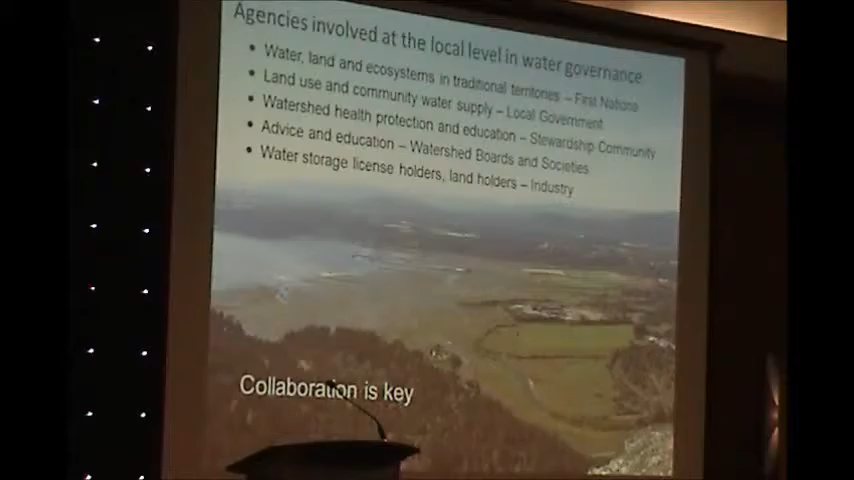 Agencies involved at the local level in water governance
• Water, land and ecosystems in traditional territories – First Nations
• Land use and community water supply – Local Government
• Watershed health protection and education – Stewardship Community
• Advice and education – Watershed Boards and Societies
• Water storage license holders, land holders – Industry
Collaboration is key